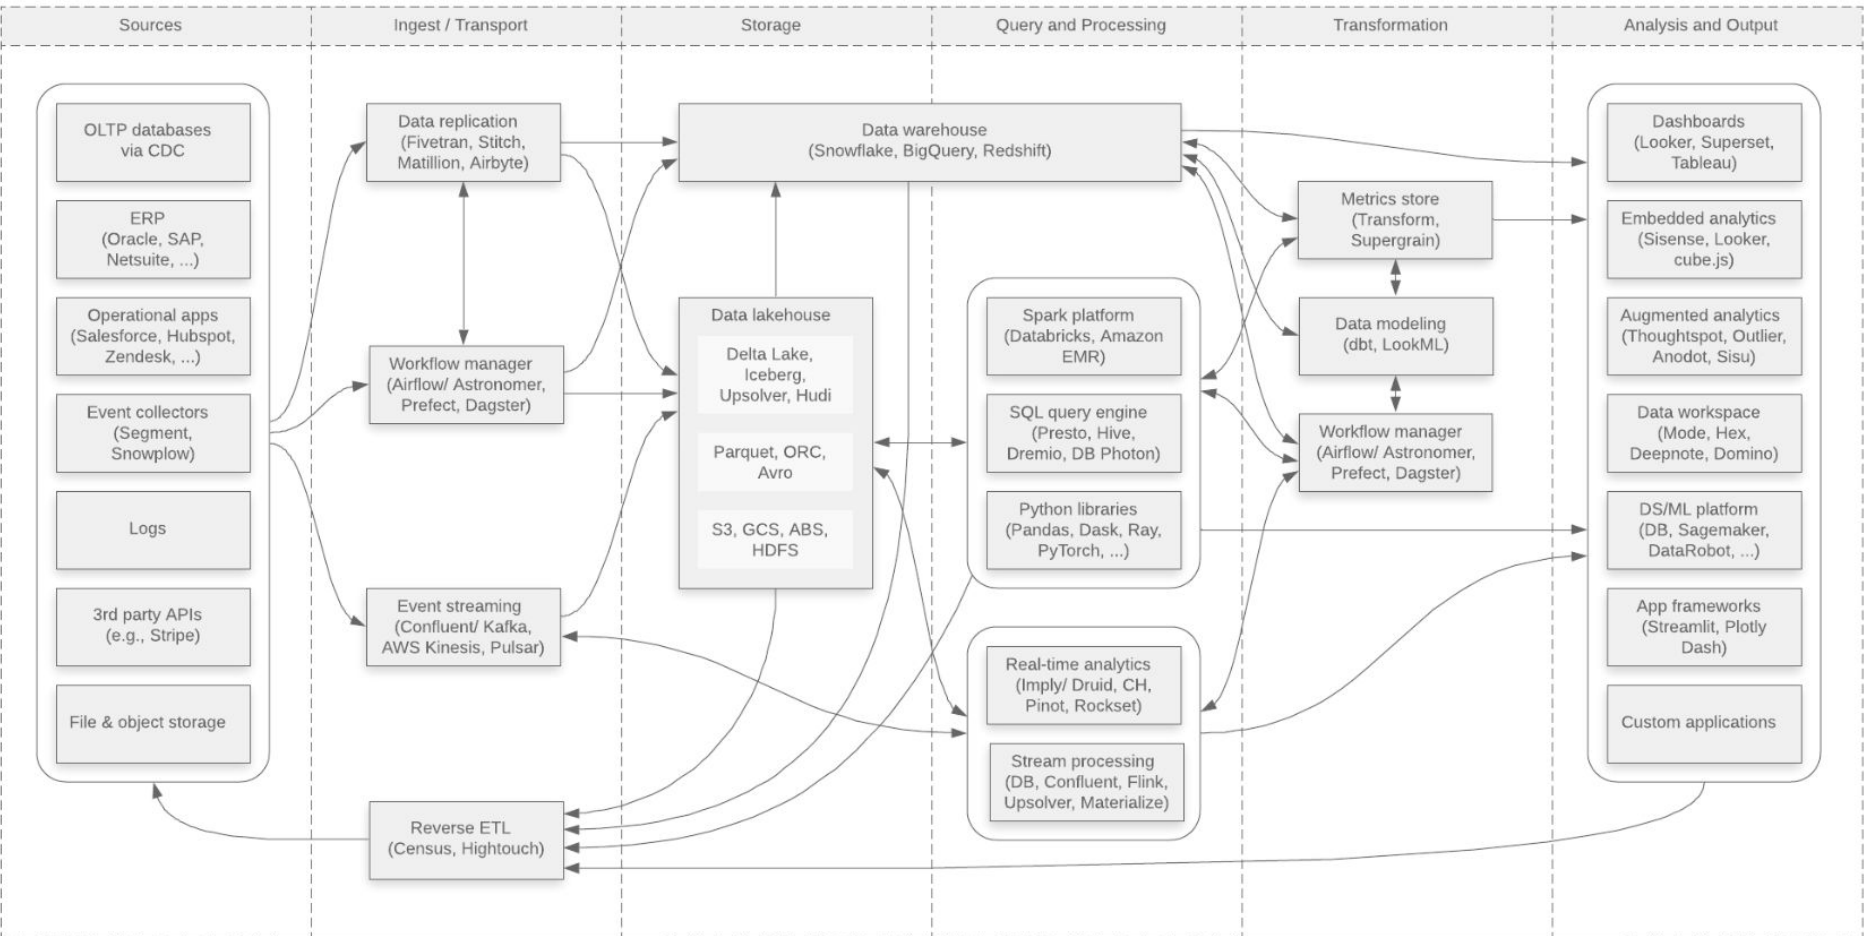 Sources
Ingest / Transport
Storage
Query and Processing
Transformation
Analysis and Output
OLTP databases
via CDC
ERP
(Oracle, SAP,
Netsuite, ...)
Operational apps
(Salesforce, Hubspot,
Zendesk, ...)
Event collectors
(Segment,
Snowplow)
Logs
3rd party APIs
(e.g., Stripe)
File & object storage
Data replication
(Fivetran, Stitch,
Matillion, Airbyte)
Workflow manager
(Airflow/ Astronomer,
Prefect, Dagster)
Event streaming
(Confluent/ Kafka,
AWS Kinesis, Pulsar)
Reverse ETL
(Census, Hightouch)
Data warehouse
(Snowflake, BigQuery, Redshift)
Data lakehouse
Delta Lake,
Iceberg,
Upsolver, Hudi
Parquet, ORC,
Avro
S3, GCS, ABS,
HDFS
Spark platform
(Databricks, Amazon
EMR)
SQL query engine
(Presto, Hive,
Dremio, DB Photon)
Python libraries
(Pandas, Dask, Ray,
PyTorch, ...)
Real-time analytics
(Imply/ Druid, CH,
Pinot, Rockset)
Stream processing
(DB, Confluent, Flink,
Upsolver, Materialize)
Metrics store
(Transform,
Supergrain)
Data modeling
(dbt, LookML)
Workflow manager
(Airflow/ Astronomer,
Prefect, Dagster)
Dashboards
(Looker, Superset,
Tableau)
Embedded analytics
(Sisense, Looker,
cube.js)
Augmented analytics
(Thoughtspot, Outlier,
Anodot, Sisu)
Data workspace
(Mode, Hex,
Deepnote, Domino)
DS/ML platform
(DB, Sagemaker,
DataRobot, ...)
App frameworks
(Streamlit, Plotly
Dash)
Custom applications